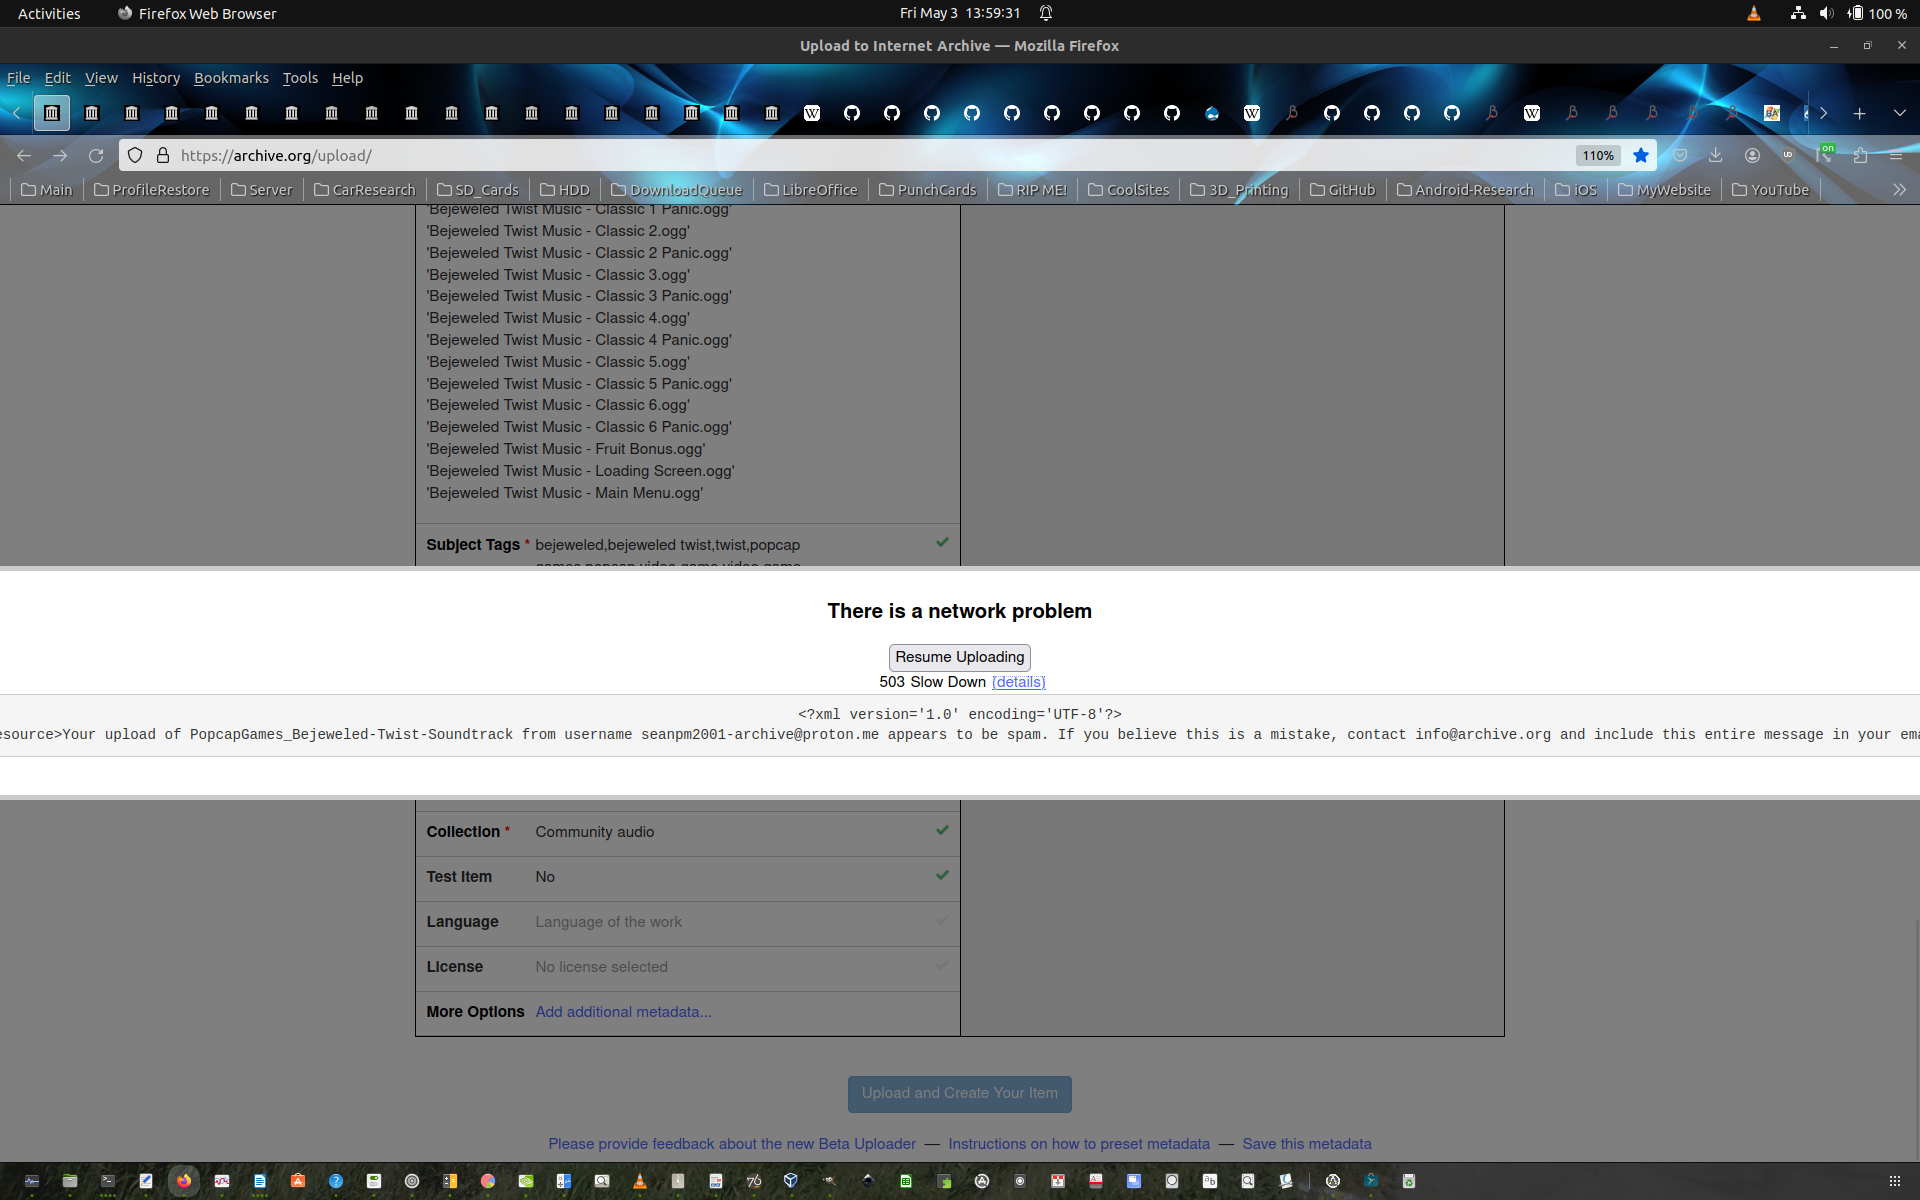 Activities
Firefox Web Browser
Fri May 3 13:59:31
100 %
Upload to Internet Archive — Mozilla Firefox
File Edit View History Bookmarks Tools Help
https://archive.org/upload/
110%
on
Main ProfileRestore Server CarResearch SD_Cards HDD DownloadQueue LibreOffice PunchCards RIP ME! CoolSites 3D_Printing GitHub Android-Research iOS MyWebsite YouTube
'Bejeweled Twist Music - Classic 1 Panic.ogg'
'Bejeweled Twist Music - Classic 2.ogg'
'Bejeweled Twist Music - Classic 2 Panic.ogg'
'Bejeweled Twist Music - Classic 3.ogg'
'Bejeweled Twist Music - Classic 3 Panic.ogg'
'Bejeweled Twist Music - Classic 4.ogg'
'Bejeweled Twist Music - Classic 4 Panic.ogg'
'Bejeweled Twist Music - Classic 5.ogg'
'Bejeweled Twist Music - Classic 5 Panic.ogg'
'Bejeweled Twist Music - Classic 6.ogg'
'Bejeweled Twist Music - Classic 6 Panic.ogg'
'Bejeweled Twist Music - Fruit Bonus.ogg'
'Bejeweled Twist Music - Loading Screen.ogg'
'Bejeweled Twist Music - Main Menu.ogg'
Subject Tags * bejeweled,bejeweled twist,twist,popcap
There is a network problem
Resume Uploading
503 Slow Down (details)
<?xml version='1.0' encoding='UTF-8'?>
esource>Your upload of PopcapGames_Bejeweled-Twist-Soundtrack from username seanpm2001-archive@proton.me appears to be spam. If you believe this is a mistake, contact info@archive.org and include this entire message in your ema
Collection * Community audio
Test Item No
Language Language of the work
License No license selected
More Options Add additional metadata...
Upload and Create Your Item
Please provide feedback about the new Beta Uploader — Instructions on how to preset metadata — Save this metadata